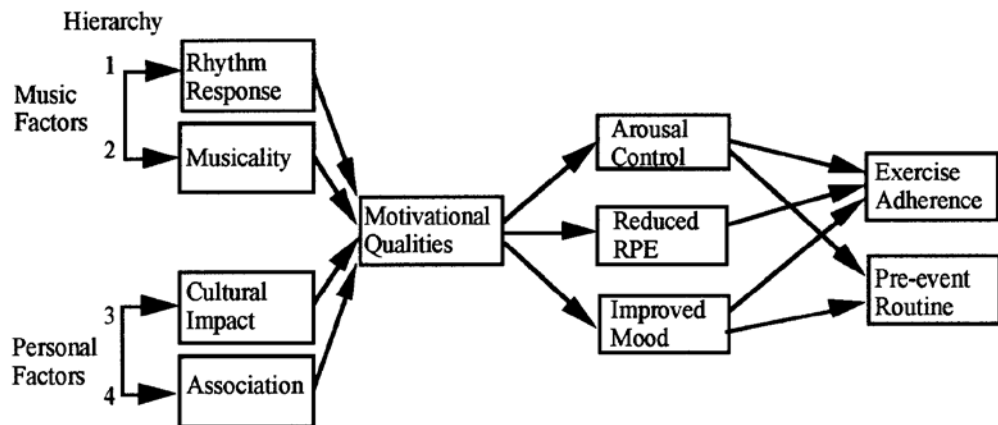 Hierarchy
1
Rhythm
Response
Music
Factors
2
Musicality
Motivational
Qualities
3
Cultural
Impact
Personal
Factors
4
Association
Arousal
Control
Reduced
RPE
Improved
Mood
Exercise
Adherence
Pre-event
Routine